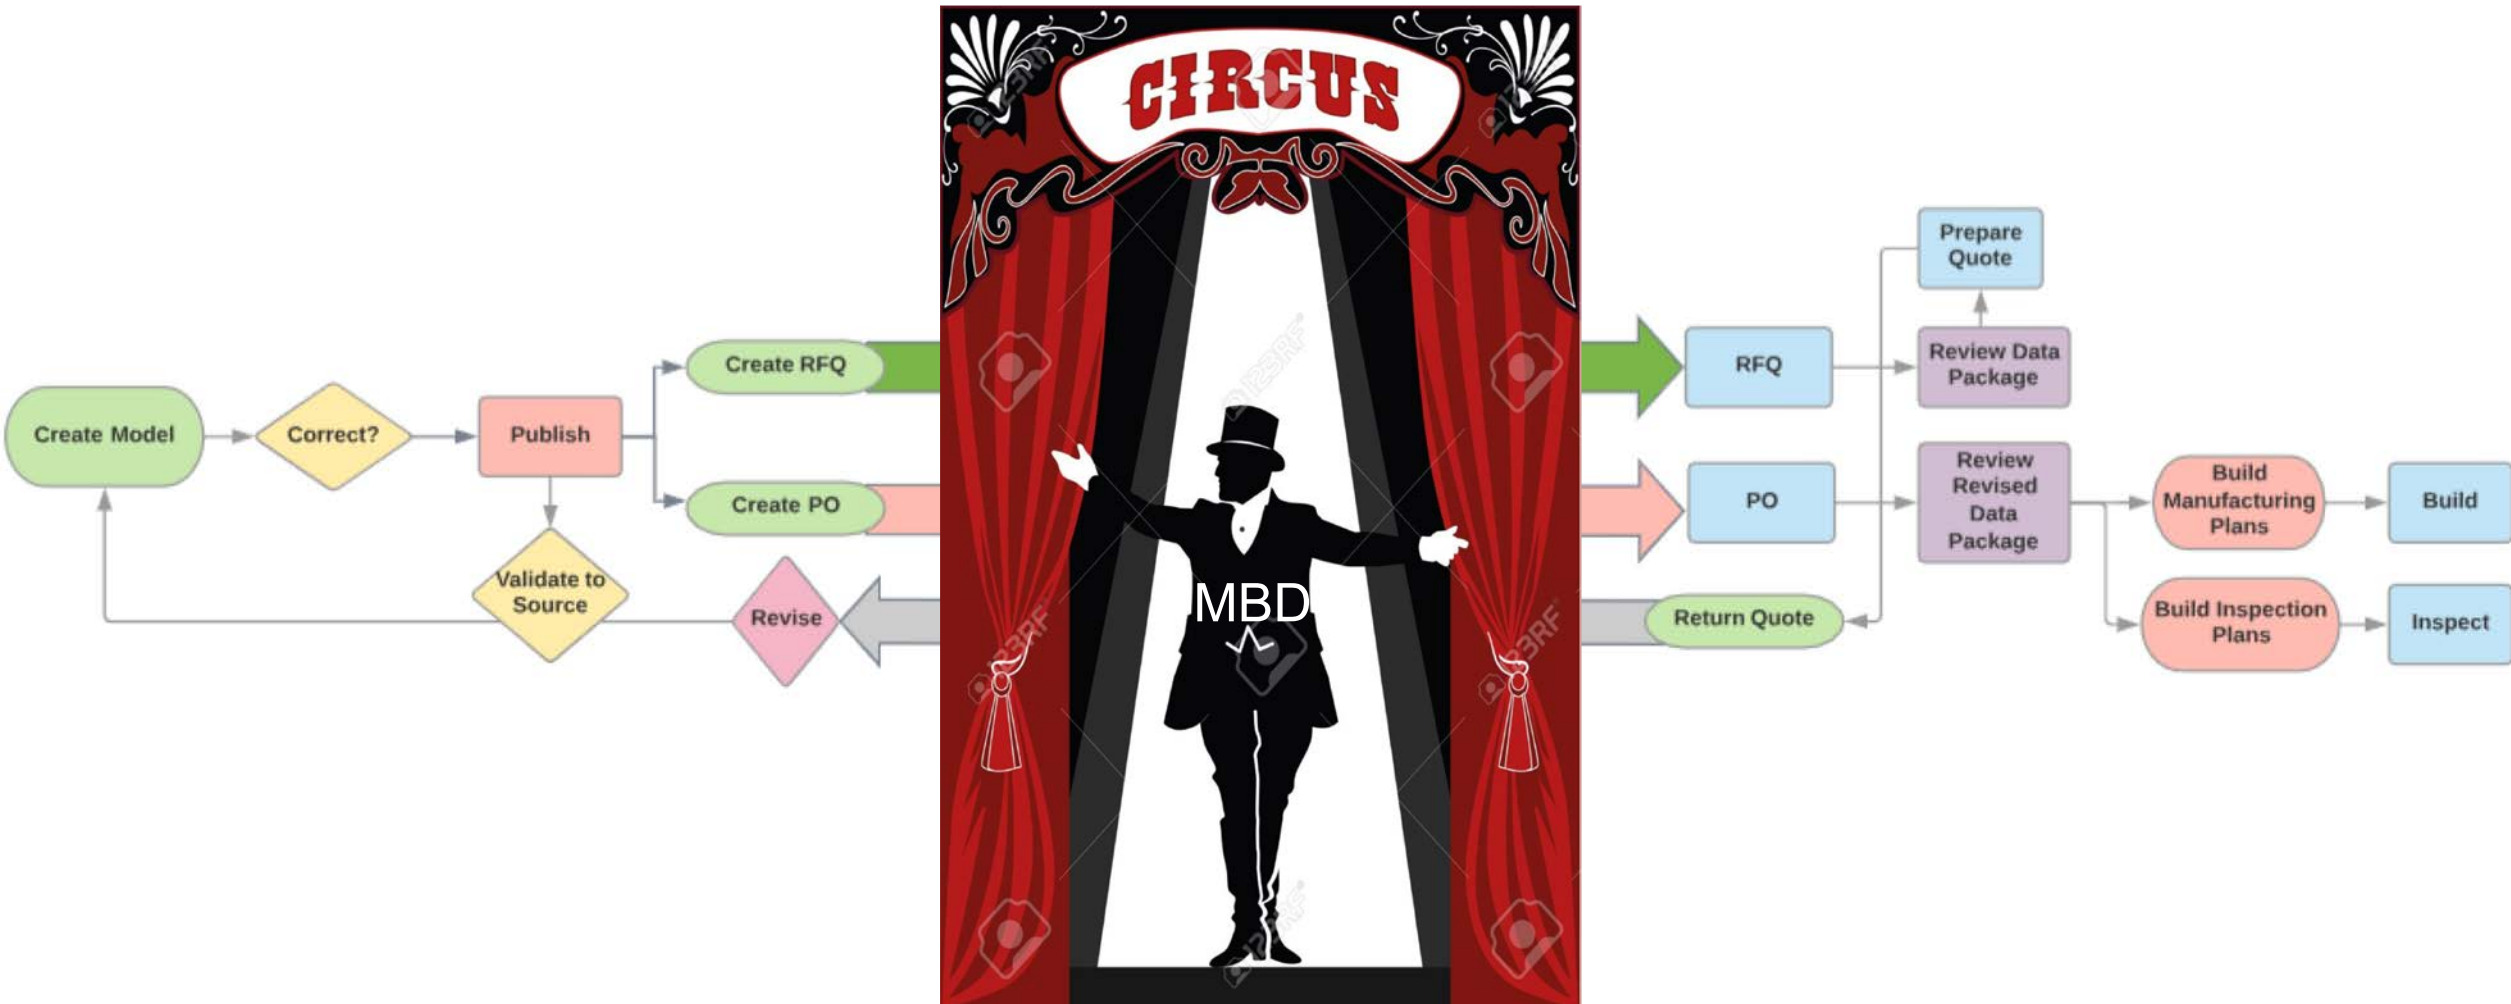 CIRCUS
Create Model
Correct?
Publish
Create RFQ
Create PO
Validate to
Source
Revise
MBD
123RF
RFQ
PO
Return Quote
Prepare
Quote
Review Data
Package
Review
Revised
Data
Package
Build
Manufacturing
Plans
Build
Build Inspection
Plans
Inspect